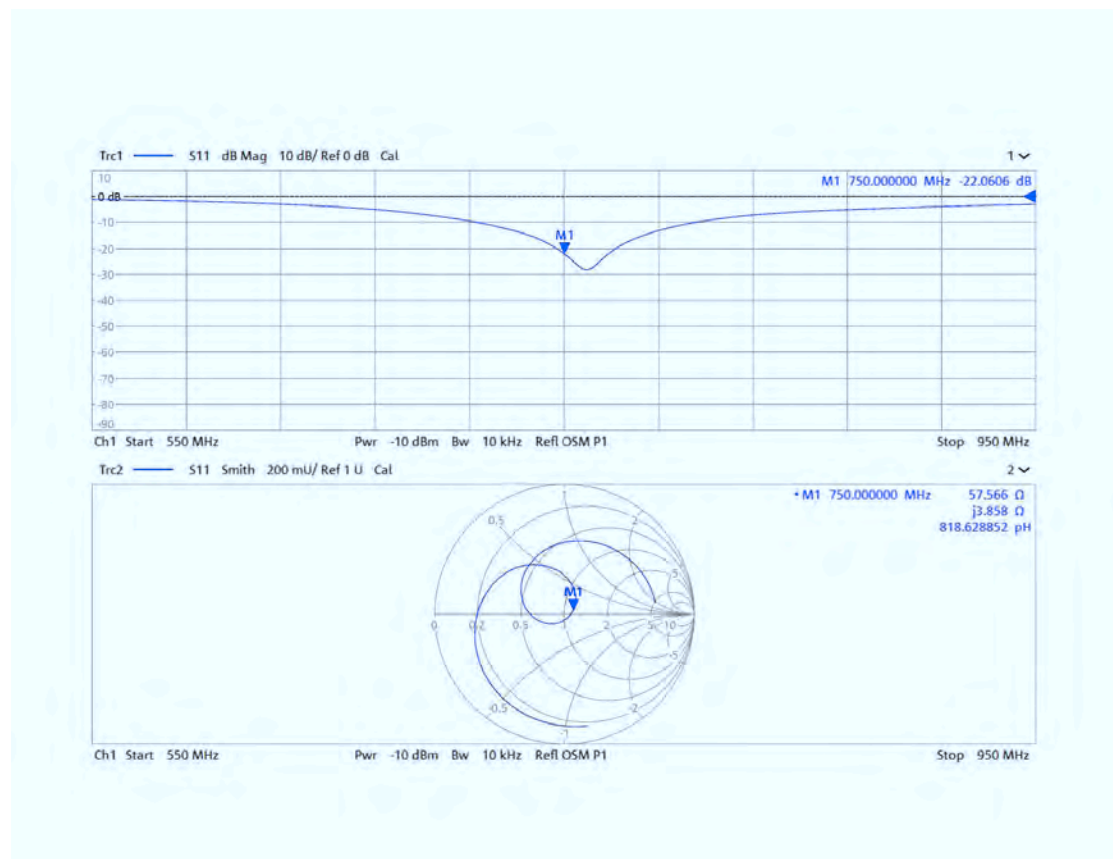 Trc1 S11 dB Mag 10 dB/ Ref 0 dB Cal 1
10 M1 750.000000 MHz -22.0606 dB
0 dB
-10
M1
-20
-30
-40
-50
-60
-70
-80
-90
Ch1 Start 550 MHz Pwr -10 dBm Bw 10 kHz Refl OSM P1 Stop 950 MHz
Trc2 S11 Smith 200 mU/ Ref 1 U Cal 2
1 M1 750.000000 MHz 57.566 Ω
0.5 2 j3.858 Ω
818.628852 pH
5
M1
0 0.2 0.5 1 2 5 10
-5
-0.5 -2
-1
Ch1 Start 550 MHz Pwr -10 dBm Bw 10 kHz Refl OSM P1 Stop 950 MHz